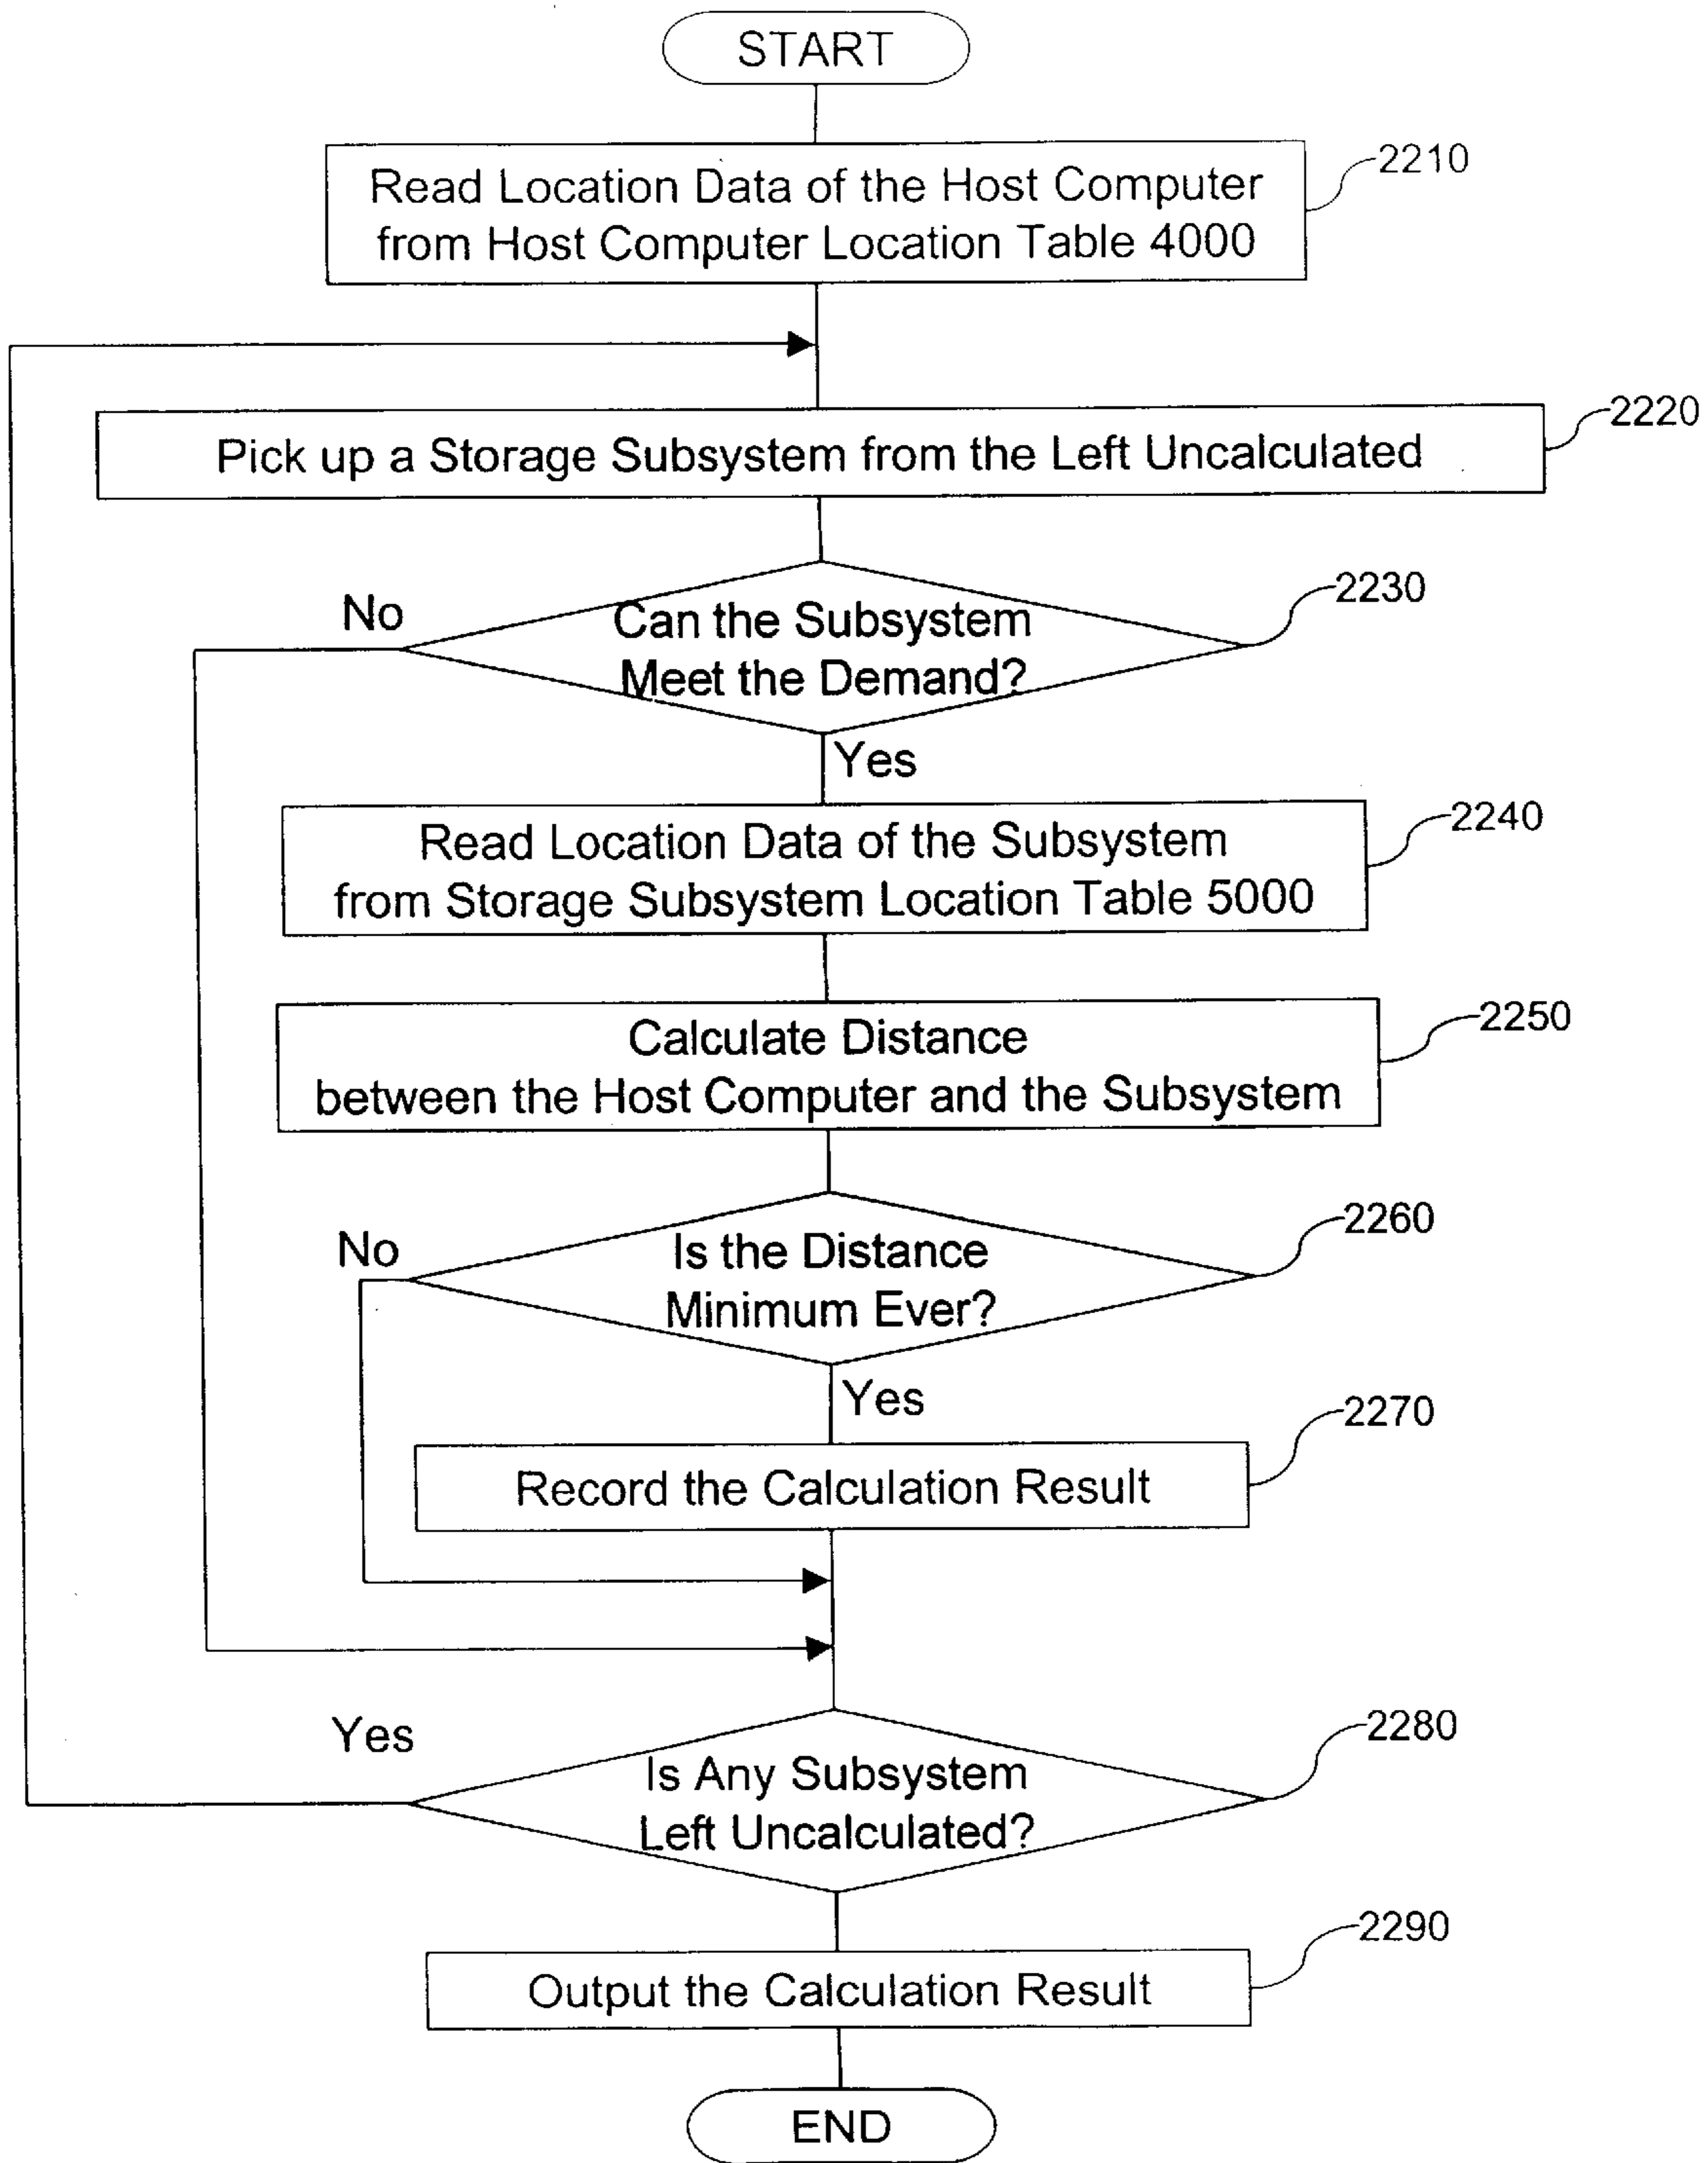 START
Read Location Data of the Host Computer
from Host Computer Location Table 4000
2210
Pick up a Storage Subsystem from the Left Uncalculated
2220
Can the Subsystem
Meet the Demand?
2230
No
Yes
Read Location Data of the Subsystem
from Storage Subsystem Location Table 5000
2240
Calculate Distance
between the Host Computer and the Subsystem
2250
Is the Distance
Minimum Ever?
2260
No
Yes
Record the Calculation Result
2270
Is Any Subsystem
Left Uncalculated?
2280
Yes
Output the Calculation Result
2290
END